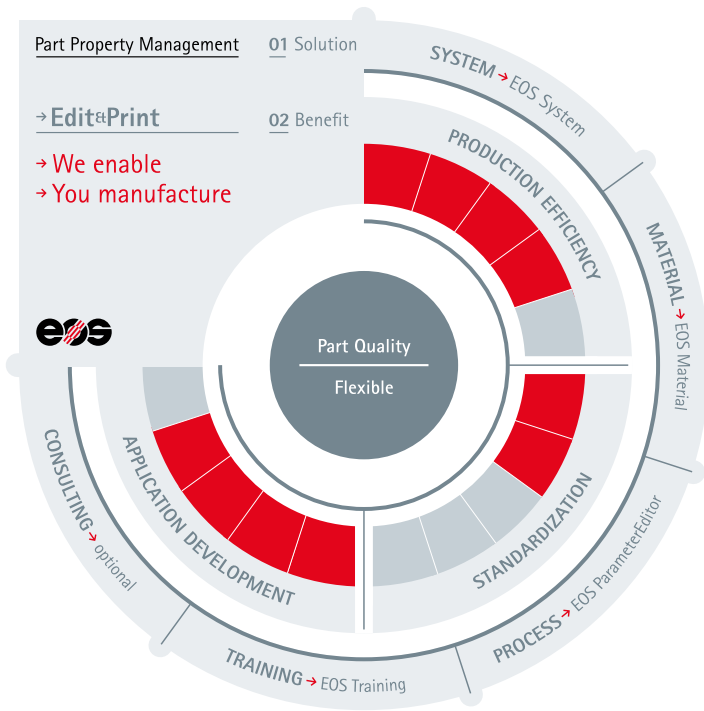 Part Property Management
01 Solution
→ Edit&Print
02 Benefit
→ We enable
→ You manufacture
eos
SYSTEM → EOS System
MATERIAL → EOS Material
PROCESS → EOS ParameterEditor
TRAINING → EOS Training
CONSULTING → optional
PRODUCTION EFFICIENCY
STANDARDIZATION
APPLICATION DEVELOPMENT
Part Quality
Flexible